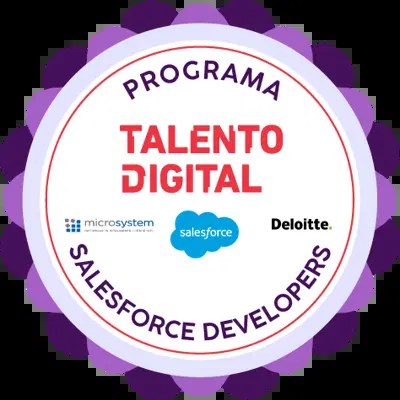 PROGRAMA
TALENTO
DIGITAL
microsystem
salesforce
Deloitte.
SALESFORCE DEVELOPERS